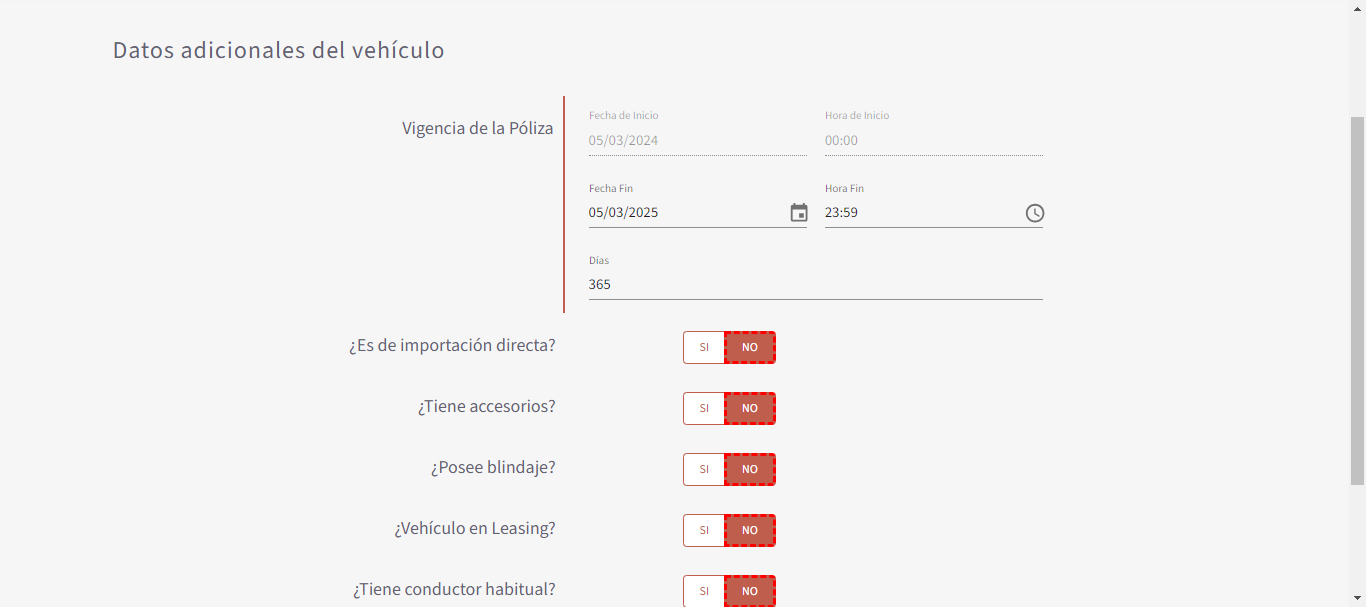 Datos adicionales del vehículo
Vigencia de la Póliza
Fecha de Inicio
05/03/2024
Hora de Inicio
00:00
Fecha Fin
05/03/2025
Hora Fin
23:59
Días
365
¿Es de importación directa?
SI NO
¿Tiene accesorios?
SI NO
¿Posee blindaje?
SI NO
¿Vehículo en Leasing?
SI NO
¿Tiene conductor habitual?
SI NO